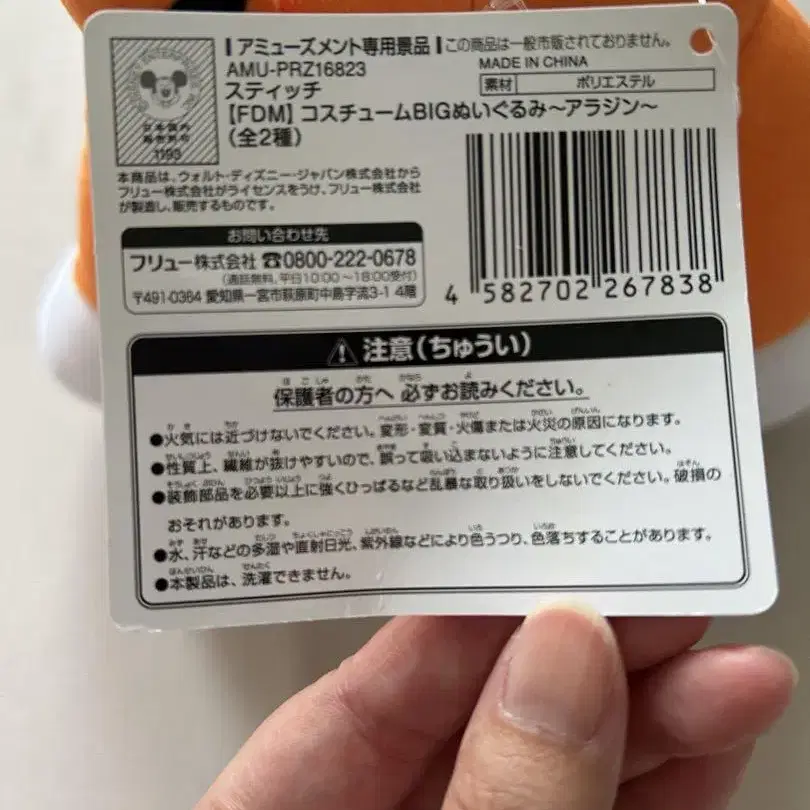 アミューズメント専用景品 この商品は一般市販されておりません。
AMU-PRZ16823
MADE IN CHINA
素材 ポリエステル
スティッチ
【FDM】コスチュームBIGぬいぐるみ～アラジン～
(全2種)
日本国内
1193
本商品は、ウォルト・ディズニー・ジャパン株式会社から
フリュー株式会社がライセンスをうけ、フリュー株式会社
が製造し、販売するものです。
お問い合わせ先
フリュー株式会社 ☎0800-222-0678
(通話無料、平日10:00～18:00受付)
〒491-0364 愛知県一宮市萩原町中島字流3-1 4階
4 582702 267838
⚠ 注意(ちゅうい)
保護者の方へ 必ずお読みください。
●火気には近づけないでください。変形・変質・火傷または火災の原因になります。
●性質上、繊維が抜けやすいので、誤って吸い込まないように注意してください。
●装飾部品を必要以上に強くひっぱるなど乱暴な取り扱いをしないでください。破損の
おそれがあります。
●水、汗などの多湿や直射日光、紫外線などにより色うつり、色落ちすることがあります。
●本製品は、洗濯できません。